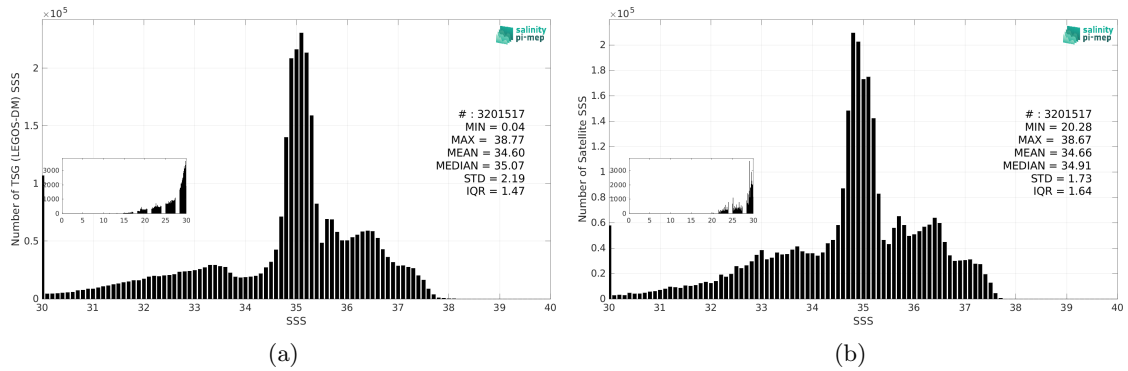 ×10^5
salinity
pi-mep
Number of TSG (LEGOS-DM) SSS
2
1.5
1
0.5
0
# : 3201517
MIN = 0.04
MAX = 38.77
MEAN = 34.60
MEDIAN = 35.07
STD = 2.19
IQR = 1.47
3000
2000
1000
0
0 5 10 15 20 25 30
30 31 32 33 34 35 36 37 38 39 40
SSS
(a)
×10^5
salinity
pi-mep
Number of Satellite SSS
2
1.8
1.6
1.4
1.2
1
0.8
0.6
0.4
0.2
0
# : 3201517
MIN = 20.28
MAX = 38.67
MEAN = 34.66
MEDIAN = 34.91
STD = 1.73
IQR = 1.64
3000
2000
1000
0
0 5 10 15 20 25 30
30 31 32 33 34 35 36 37 38 39 40
SSS
(b)